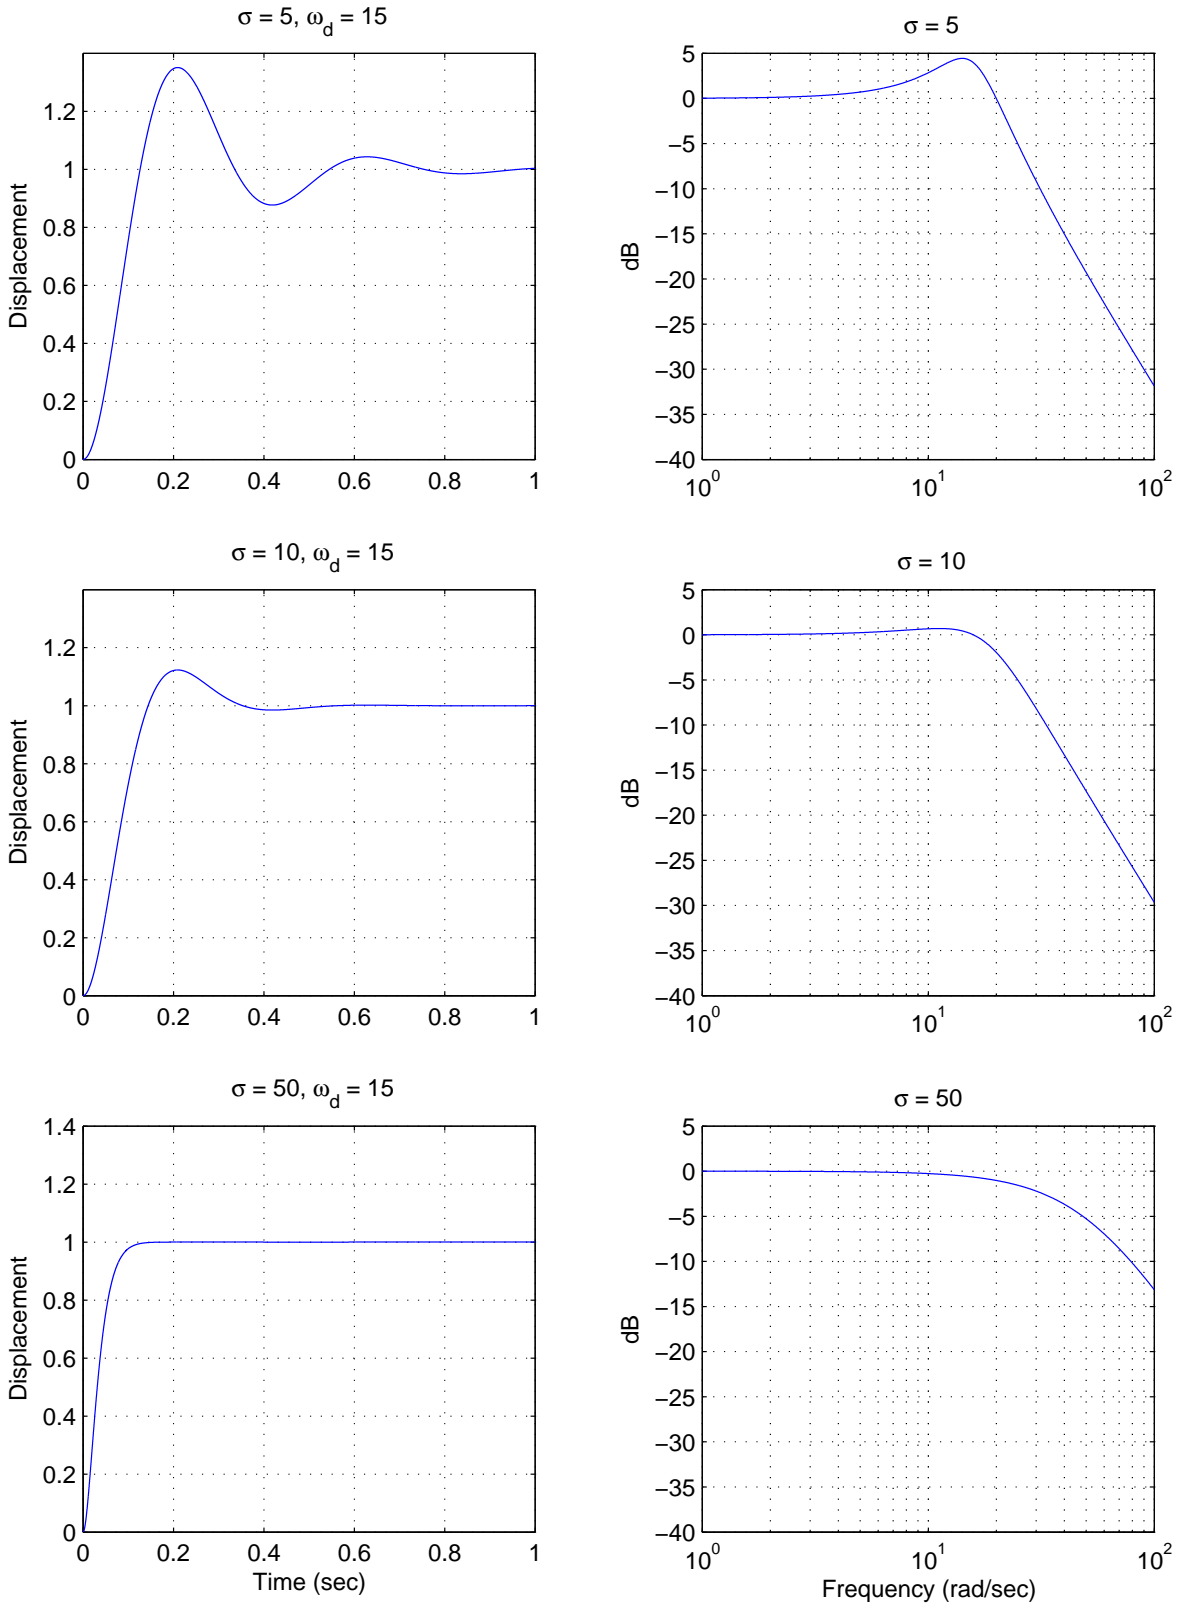 σ = 5, ω_d = 15
1.2
1
0.8
0.6
0.4
0.2
0
Displacement
0 0.2 0.4 0.6 0.8 1
σ = 5
5
0
−5
−10
−15
−20
−25
−30
−35
−40
dB
10^0 10^1 10^2
σ = 10, ω_d = 15
1.2
1
0.8
0.6
0.4
0.2
0
Displacement
0 0.2 0.4 0.6 0.8 1
σ = 10
5
0
−5
−10
−15
−20
−25
−30
−35
−40
dB
10^0 10^1 10^2
σ = 50, ω_d = 15
1.4
1.2
1
0.8
0.6
0.4
0.2
0
Displacement
0 0.2 0.4 0.6 0.8 1
Time (sec)
σ = 50
5
0
−5
−10
−15
−20
−25
−30
−35
−40
dB
10^0 10^1 10^2
Frequency (rad/sec)